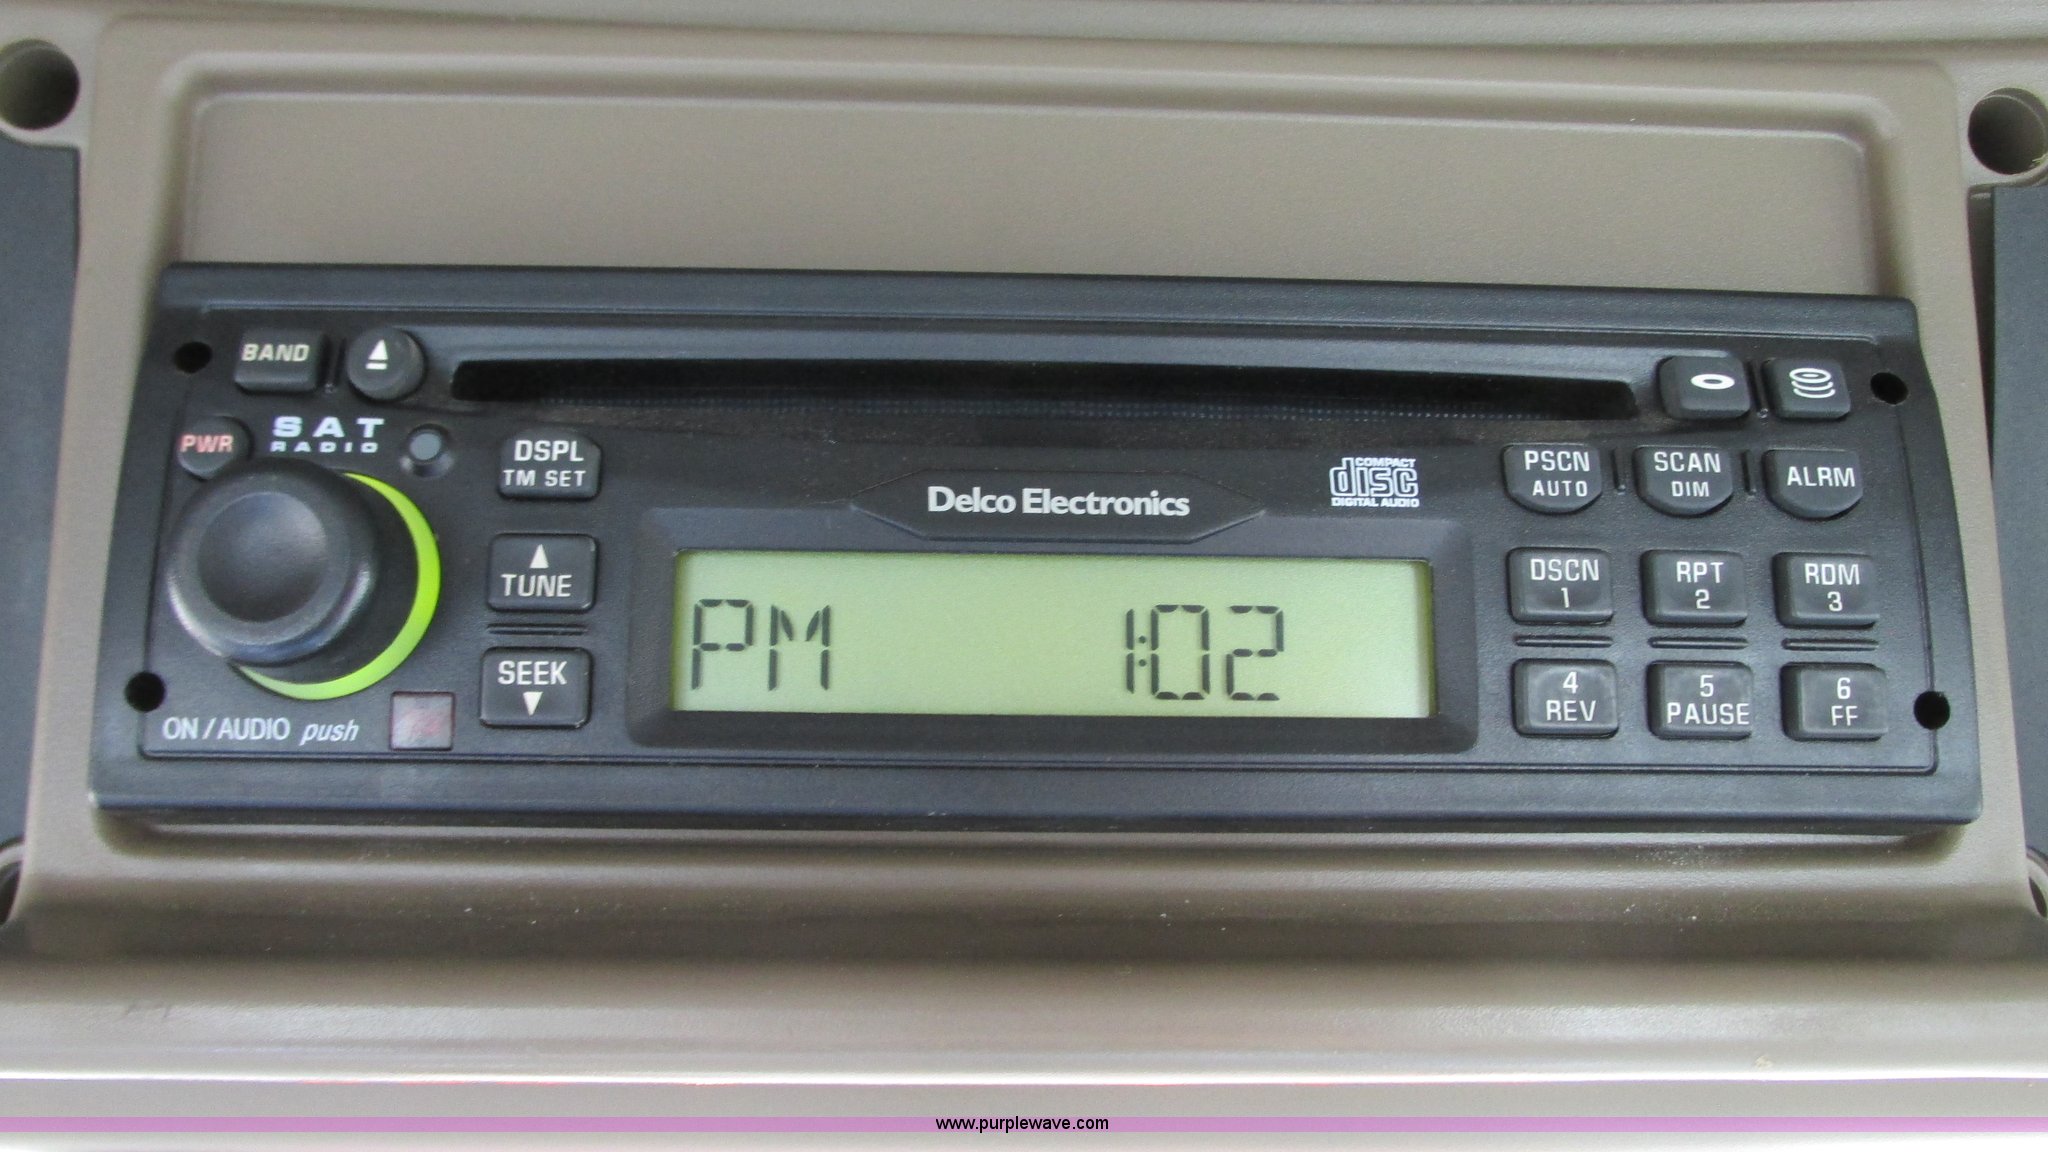 BAND
PWR
SAT
RADIO
DSPL
TM SET
Delco Electronics
COMPACT
disc
DIGITAL AUDIO
PSCN
AUTO
SCAN
DIM
ALRM
TUNE
SEEK
PM 1:02
DSCN
1
RPT
2
RDM
3
4
REV
5
PAUSE
6
FF
ON / AUDIO push
www.purplewave.com